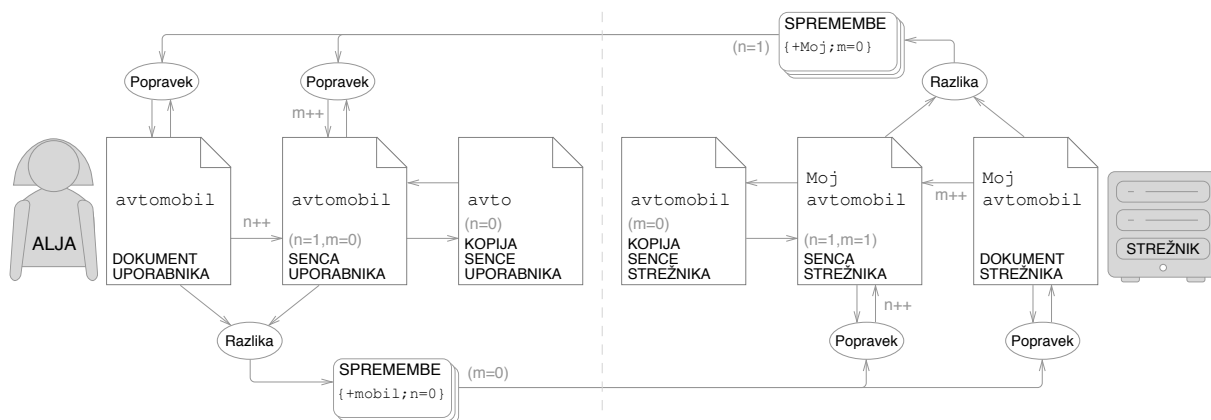 SPREMEMBE
{+Moj;m=0}
(n=1)
Popravek
Popravek
Razlika
m++
avtomobil
DOKUMENT
UPORABNIKA
n++
avtomobil
(n=1,m=0)
SENCA
UPORABNIKA
avto
(n=0)
KOPIJA
SENCE
UPORABNIKA
avtomobil
(m=0)
KOPIJA
SENCE
STREŽNIKA
Moj
avtomobil
(n=1,m=1)
SENCA
STREŽNIKA
m++
Moj
avtomobil
DOKUMENT
STREŽNIKA
ALJA
STREŽNIK
n++
Razlika
Popravek
Popravek
SPREMEMBE
{+mobil;n=0}
(m=0)